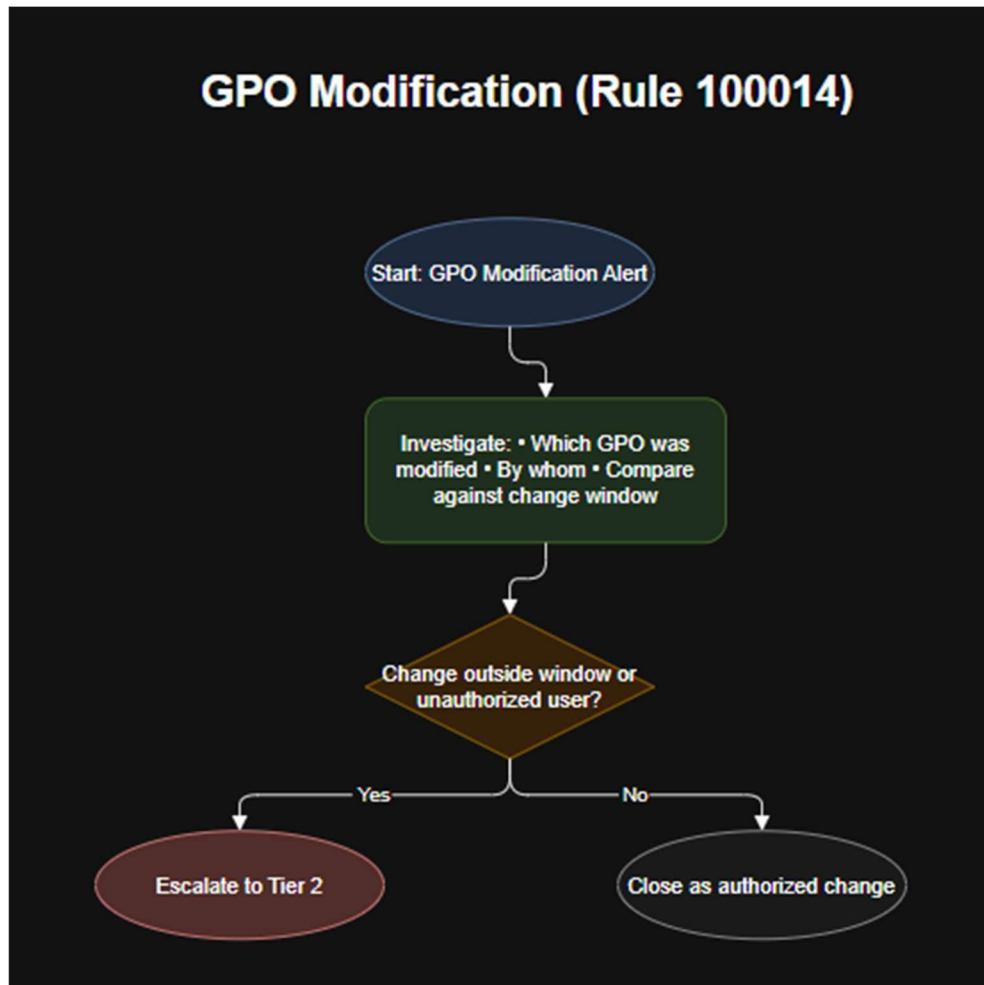 GPO Modification (Rule 100014)
Start: GPO Modification Alert
Investigate: • Which GPO was
modified • By whom • Compare
against change window
Change outside window or
unauthorized user?
Yes
No
Escalate to Tier 2
Close as authorized change